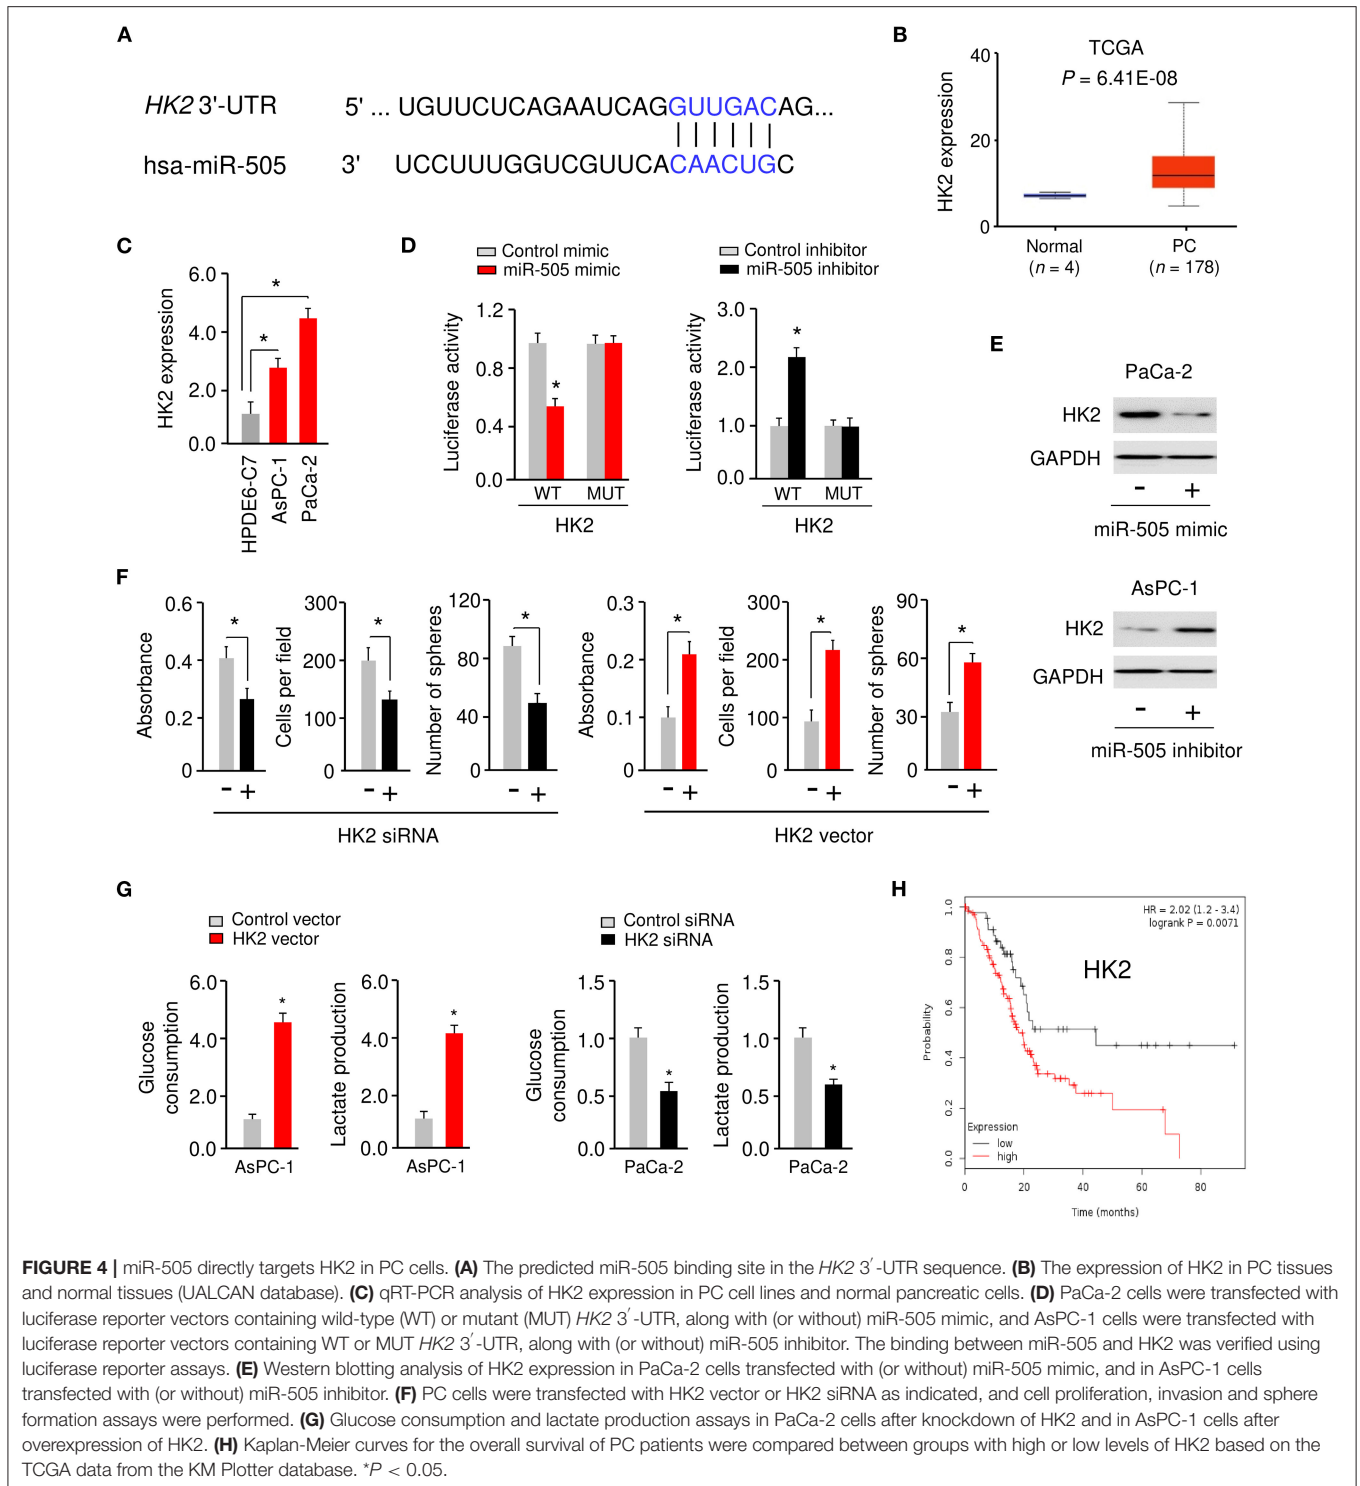 A
HK2 3'-UTR 5' ... UGUUCUCAGAAUCAGGUUGACAG...
hsa-miR-505 3' UCCUUUGGUCGUUCACAACUGC
B
TCGA
P = 6.41E-08
HK2 expression
40
20
0
Normal PC
(n = 4) (n = 178)
C
HK2 expression
6.0
4.0
2.0
0.0
* *
HPDE6-C7
AsPC-1
PaCa-2
D
Control mimic
miR-505 mimic
Luciferase activity
1.2
0.8
0.4
0.0
*
WT MUT
HK2
Control inhibitor
miR-505 inhibitor
Luciferase activity
3.0
2.0
1.0
0.0
*
WT MUT
HK2
E
PaCa-2
HK2
GAPDH
- +
miR-505 mimic
AsPC-1
HK2
GAPDH
- +
miR-505 inhibitor
F
Absorbance
0.6
0.4
0.2
0
*
- +
Cells per field
300
200
100
0
*
- +
Number of spheres
120
80
40
0
*
- +
HK2 siRNA
Absorbance
0.3
0.2
0.1
0
*
- +
Cells per field
300
200
100
0
*
- +
Number of spheres
90
60
30
0
*
- +
HK2 vector
G
Control vector
HK2 vector
Glucose
consumption
6.0
4.0
2.0
0.0
*
AsPC-1
Lactate production
6.0
4.0
2.0
0.0
*
AsPC-1
Control siRNA
HK2 siRNA
Glucose
consumption
1.5
1.0
0.5
0.0
*
PaCa-2
Lactate production
1.5
1.0
0.5
0.0
*
PaCa-2
H
HR = 2.02 (1.2 - 3.4)
logrank P = 0.0071
HK2
Probability
1.0
0.8
0.6
0.4
0.2
0.0
Expression
low
high
0 20 40 60 80
Time (months)
FIGURE 4 | miR-505 directly targets HK2 in PC cells. (A) The predicted miR-505 binding site in the HK2 3′-UTR sequence. (B) The expression of HK2 in PC tissues
and normal tissues (UALCAN database). (C) qRT-PCR analysis of HK2 expression in PC cell lines and normal pancreatic cells. (D) PaCa-2 cells were transfected with
luciferase reporter vectors containing wild-type (WT) or mutant (MUT) HK2 3′-UTR, along with (or without) miR-505 mimic, and AsPC-1 cells were transfected with
luciferase reporter vectors containing WT or MUT HK2 3′-UTR, along with (or without) miR-505 inhibitor. The binding between miR-505 and HK2 was verified using
luciferase reporter assays. (E) Western blotting analysis of HK2 expression in PaCa-2 cells transfected with (or without) miR-505 mimic, and in AsPC-1 cells
transfected with (or without) miR-505 inhibitor. (F) PC cells were transfected with HK2 vector or HK2 siRNA as indicated, and cell proliferation, invasion and sphere
formation assays were performed. (G) Glucose consumption and lactate production assays in PaCa-2 cells after knockdown of HK2 and in AsPC-1 cells after
overexpression of HK2. (H) Kaplan-Meier curves for the overall survival of PC patients were compared between groups with high or low levels of HK2 based on the
TCGA data from the KM Plotter database. *P < 0.05.